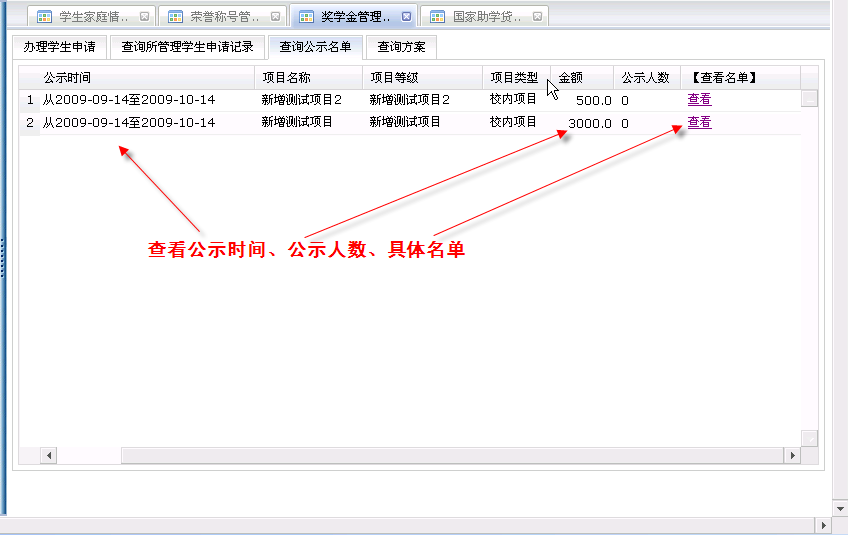 学生家庭情.. 荣誉称号管.. 奖学金管理.. 国家助学贷..
办理学生申请 查询所管理学生申请记录 查询公示名单 查询方案
公示时间 项目名称 项目等级 项目类型 金额 公示人数 【查看名单】
1 从2009-09-14至2009-10-14 新增测试项目2 新增测试项目2 校内项目 500.0 0 查看
2 从2009-09-14至2009-10-14 新增测试项目 新增测试项目 校内项目 3000.0 0 查看
查看公示时间、公示人数、具体名单